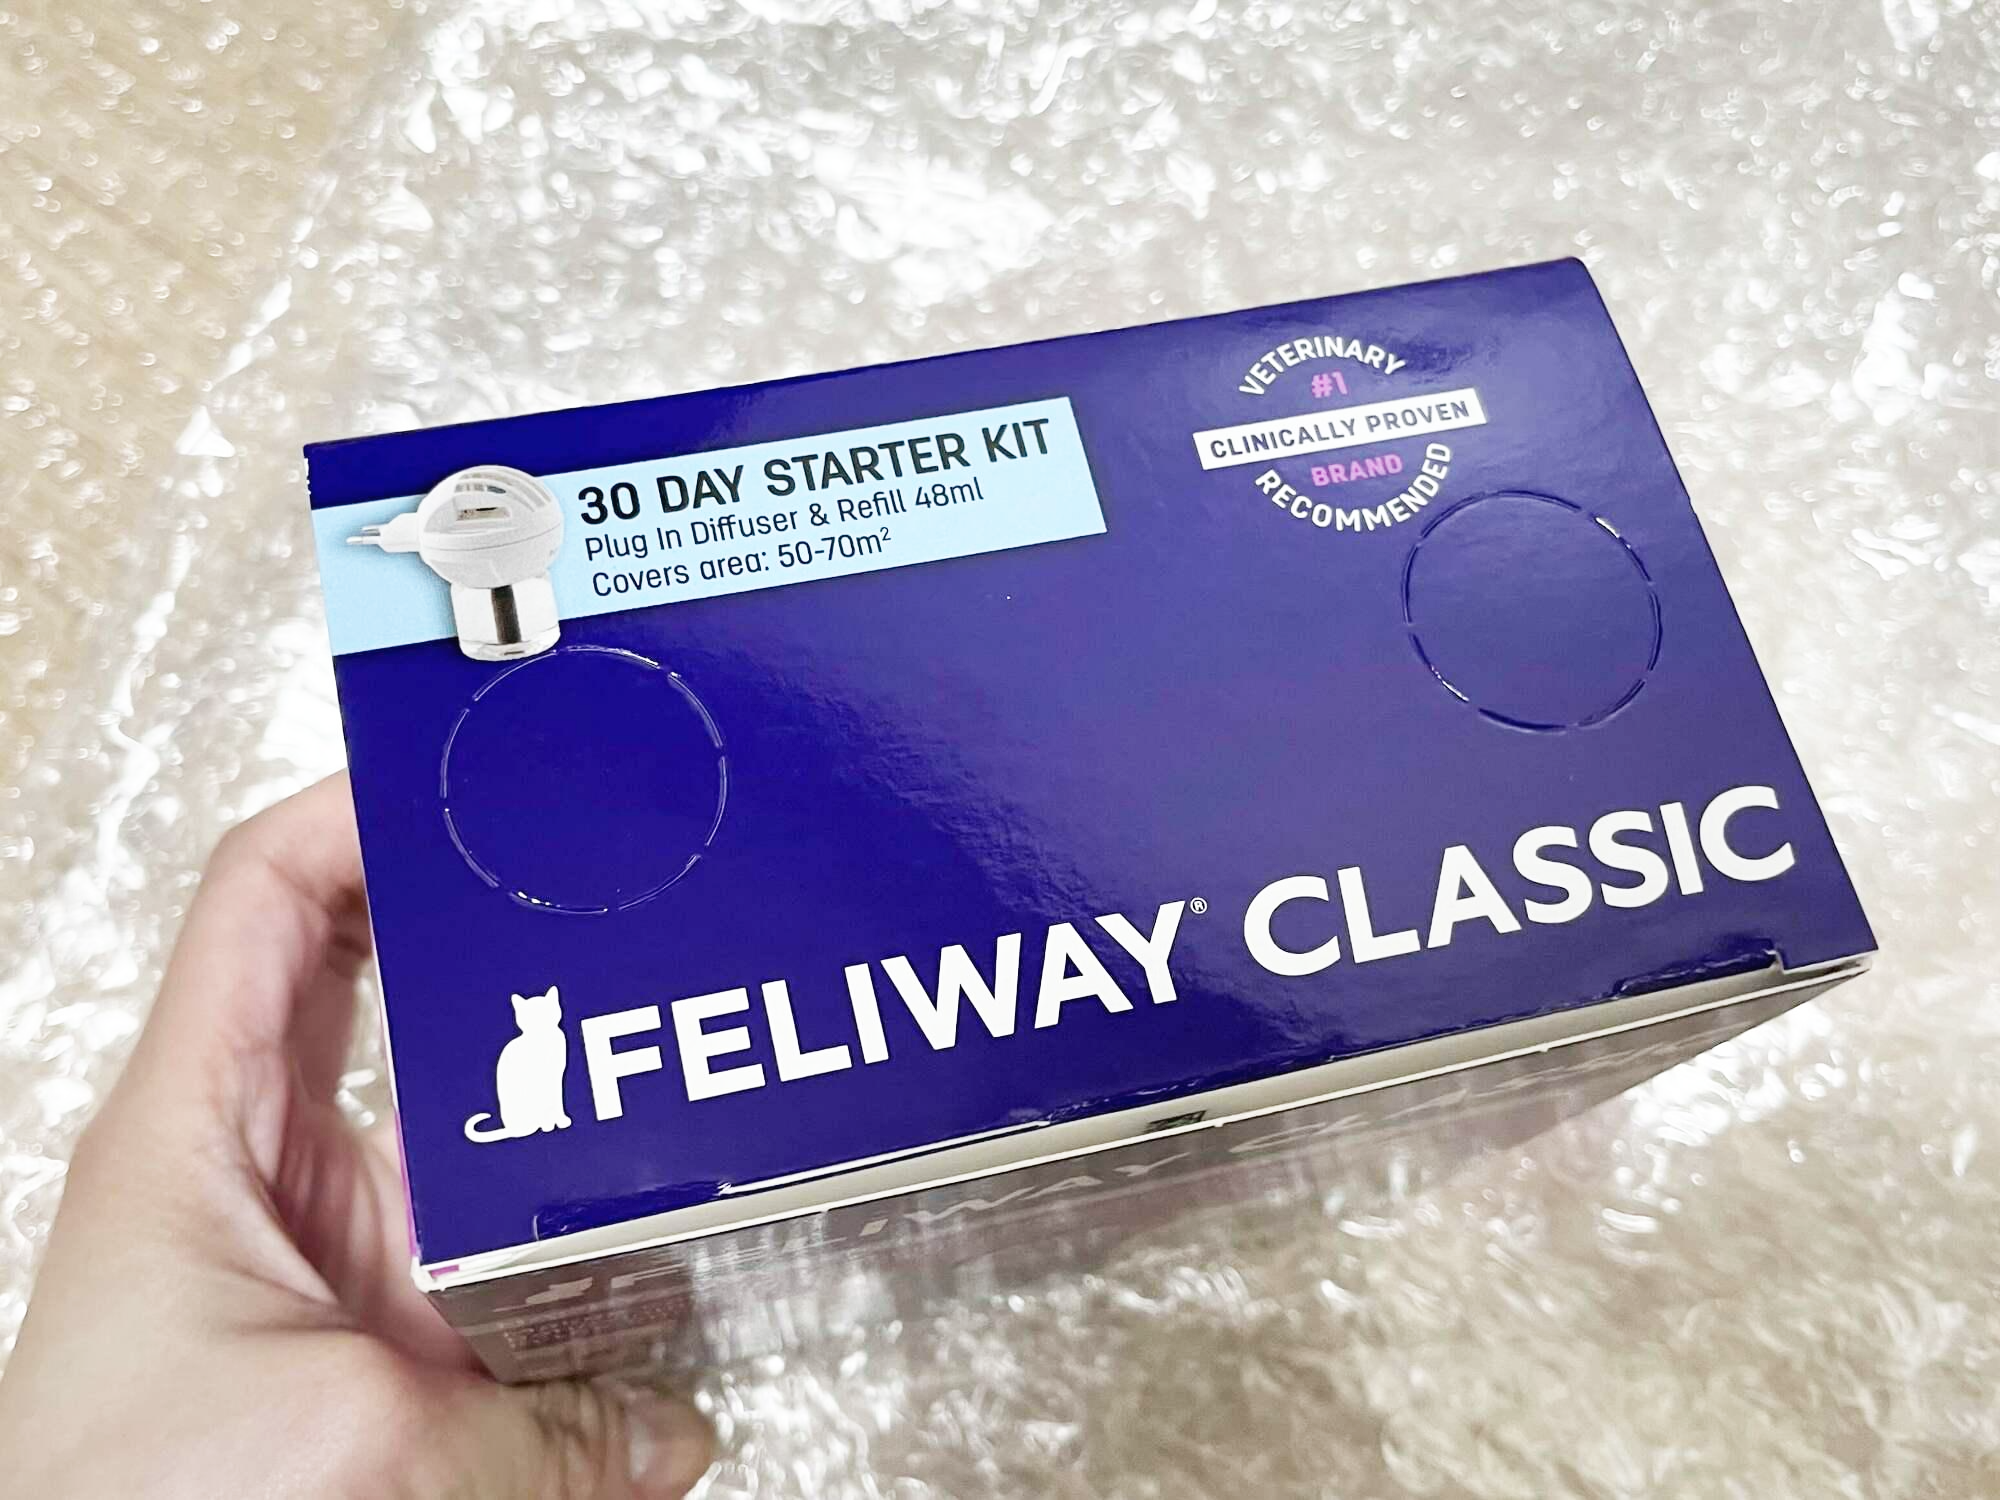 30 DAY STARTER KIT
Plug In Diffuser & Refill 48ml
Covers area: 50-70m²
VETERINARY
#1
CLINICALLY PROVEN
BRAND
RECOMMENDED
FELIWAY® CLASSIC